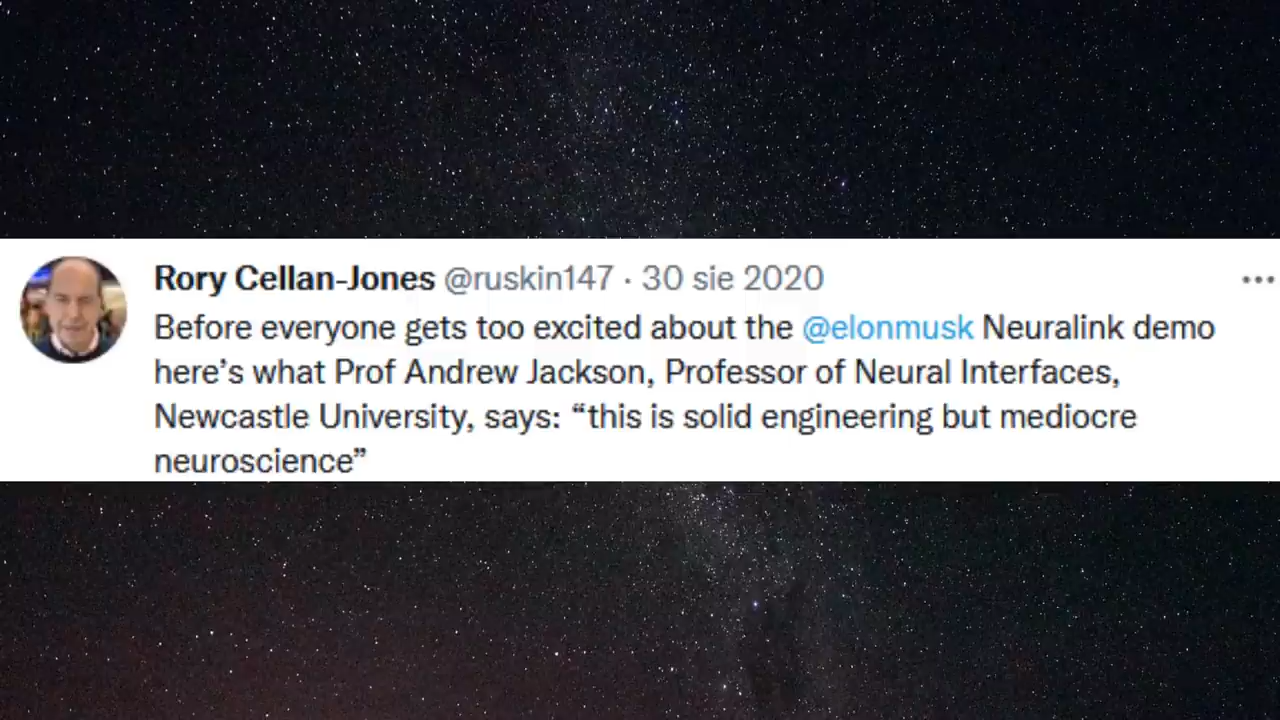 Rory Cellan-Jones @ruskin147 · 30 sie 2020
Before everyone gets too excited about the @elonmusk Neuralink demo
here’s what Prof Andrew Jackson, Professor of Neural Interfaces,
Newcastle University, says: “this is solid engineering but mediocre
neuroscience”